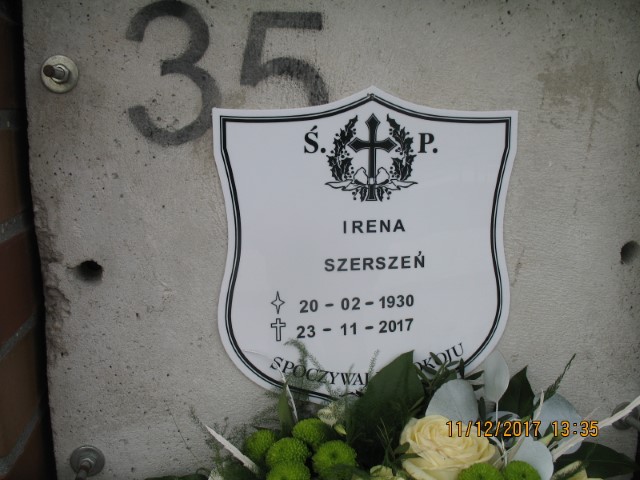 35
Ś. P.
IRENA
SZERSZEŃ
20 - 02 - 1930
23 - 11 - 2017
11/12/2017 13:35